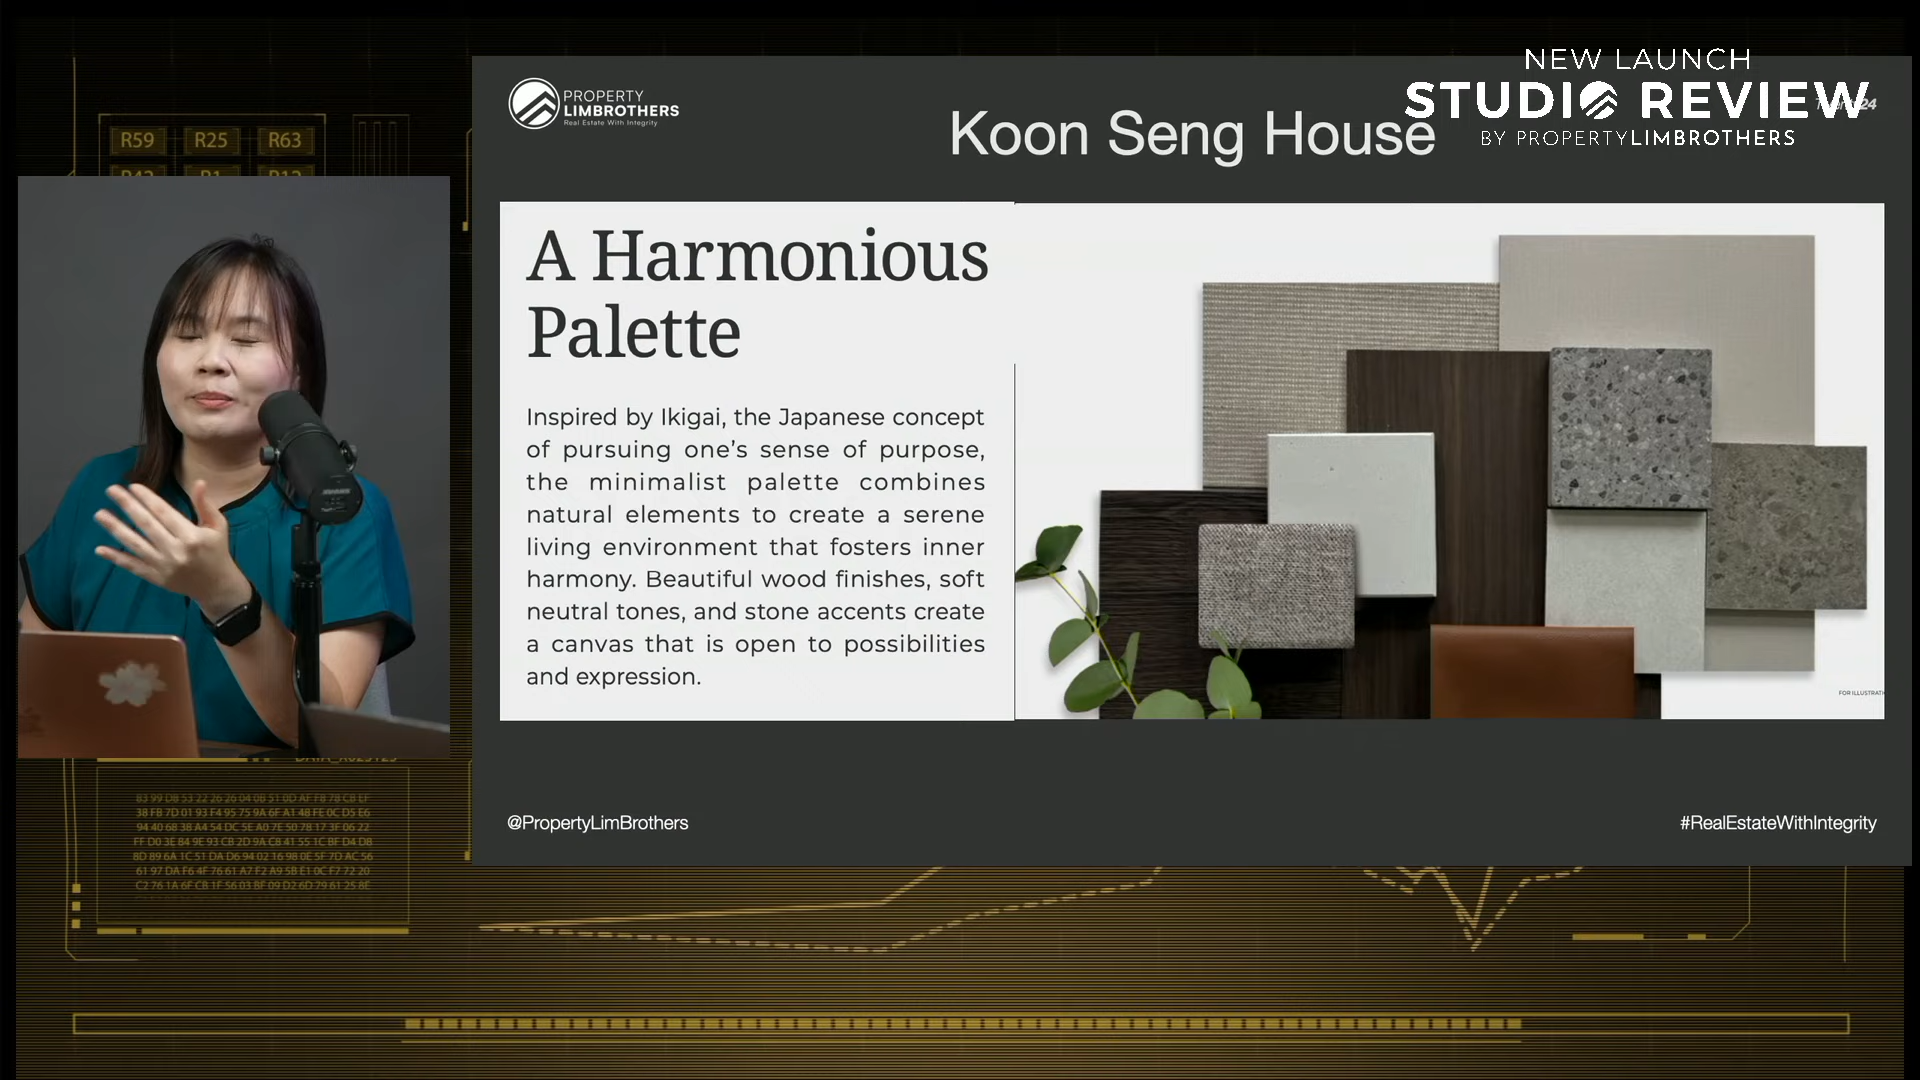 NEW LAUNCH
STUDIO REVIEW
BY PROPERTYLIMBROTHERS
PROPERTY
LIMBROTHERS
Real Estate With Integrity
Koon Seng House
R59 R25 R63
A Harmonious
Palette
Inspired by Ikigai, the Japanese concept
of pursuing one’s sense of purpose,
the minimalist palette combines
natural elements to create a serene
living environment that fosters inner
harmony. Beautiful wood finishes, soft
neutral tones, and stone accents create
a canvas that is open to possibilities
and expression.
@PropertyLimBrothers
#RealEstateWithIntegrity